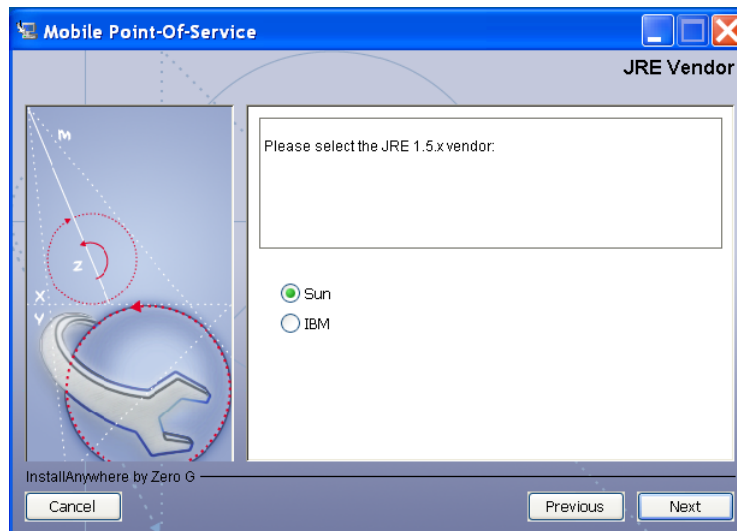 Mobile Point-Of-Service
JRE Vendor
M
Z
X
Y
Please select the JRE 1.5.x vendor:
Sun
IBM
InstallAnywhere by Zero G
Cancel
Previous
Next